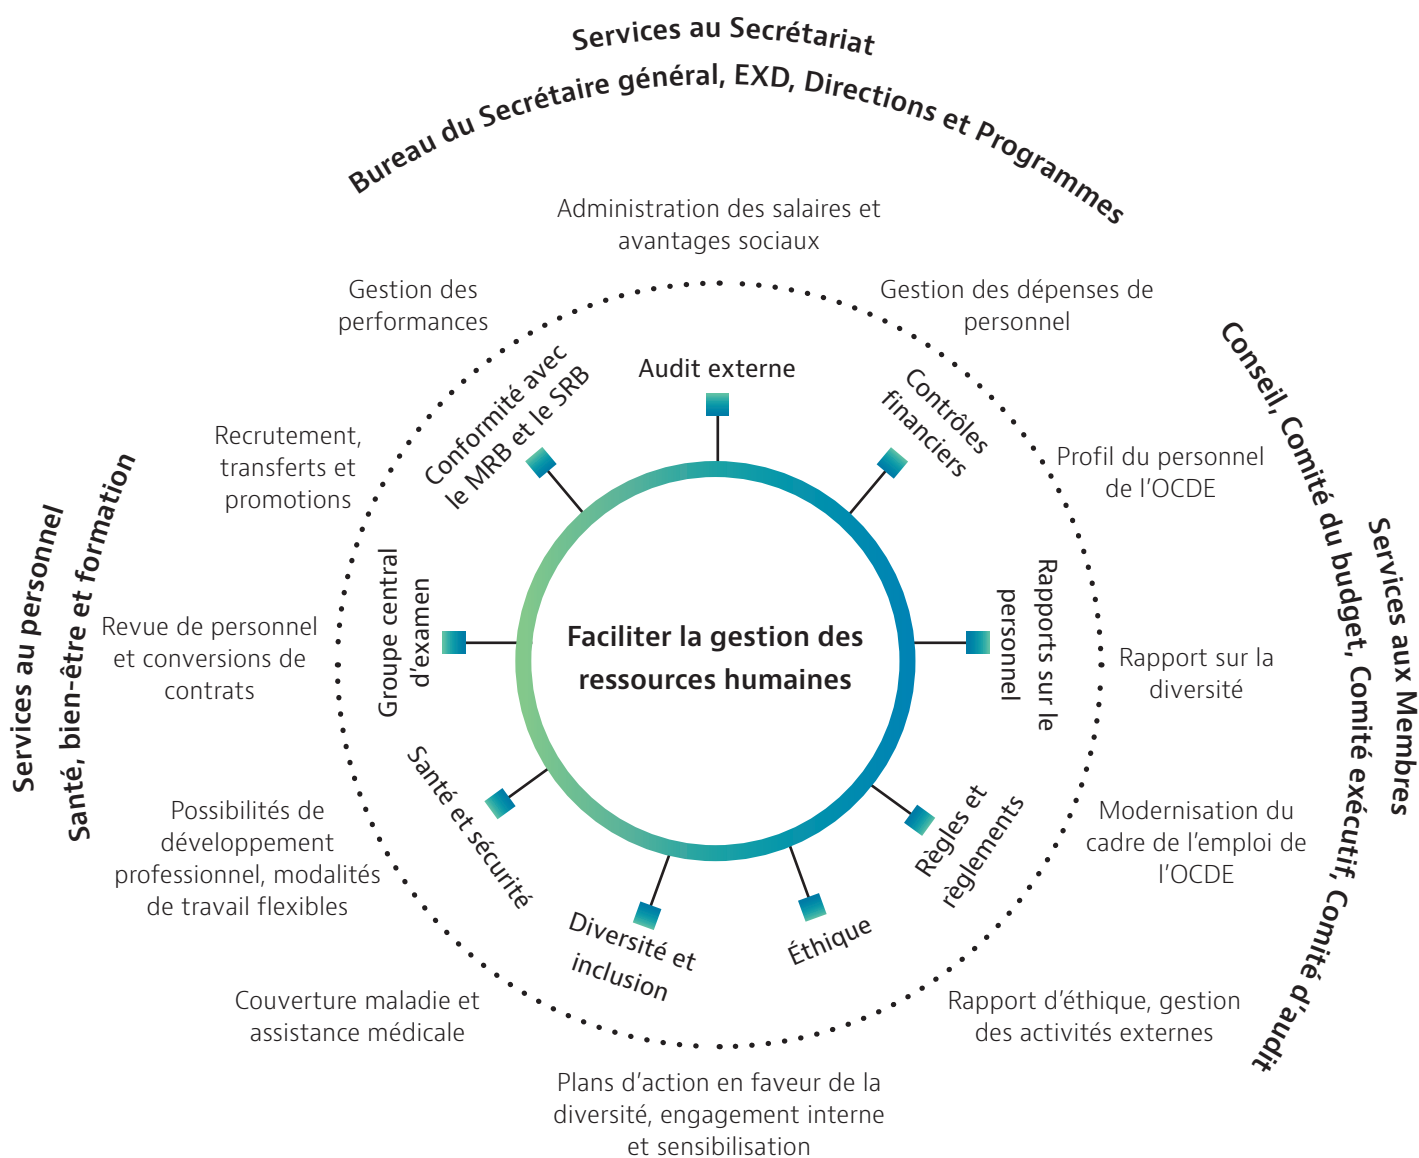 Services au Secrétariat
Bureau du Secrétaire général, EXD, Directions et Programmes
Administration des salaires et
avantages sociaux
Gestion des
performances
Gestion des dépenses de
personnel
Recrutement,
transferts et
promotions
Profil du personnel
de l'OCDE
Revue de personnel
et conversions de
contrats
Rapport sur la
diversité
Possibilités de
développement
professionnel, modalités
de travail flexibles
Modernisation du
cadre de l'emploi de
l'OCDE
Couverture maladie et
assistance médicale
Rapport d'éthique, gestion
des activités externes
Plans d'action en faveur de la
diversité, engagement interne
et sensibilisation
Services au personnel
Santé, bien-être et formation
Services aux Membres
Conseil, Comité du budget, Comité exécutif, Comité d'audit
Audit externe
Contrôles
financiers
Rapports sur le
personnel
Règles et
règlements
Éthique
Diversité et
inclusion
Santé et sécurité
Groupe central
d'examen
Conformité avec
le MRB et le SRB
Faciliter la gestion des
ressources humaines